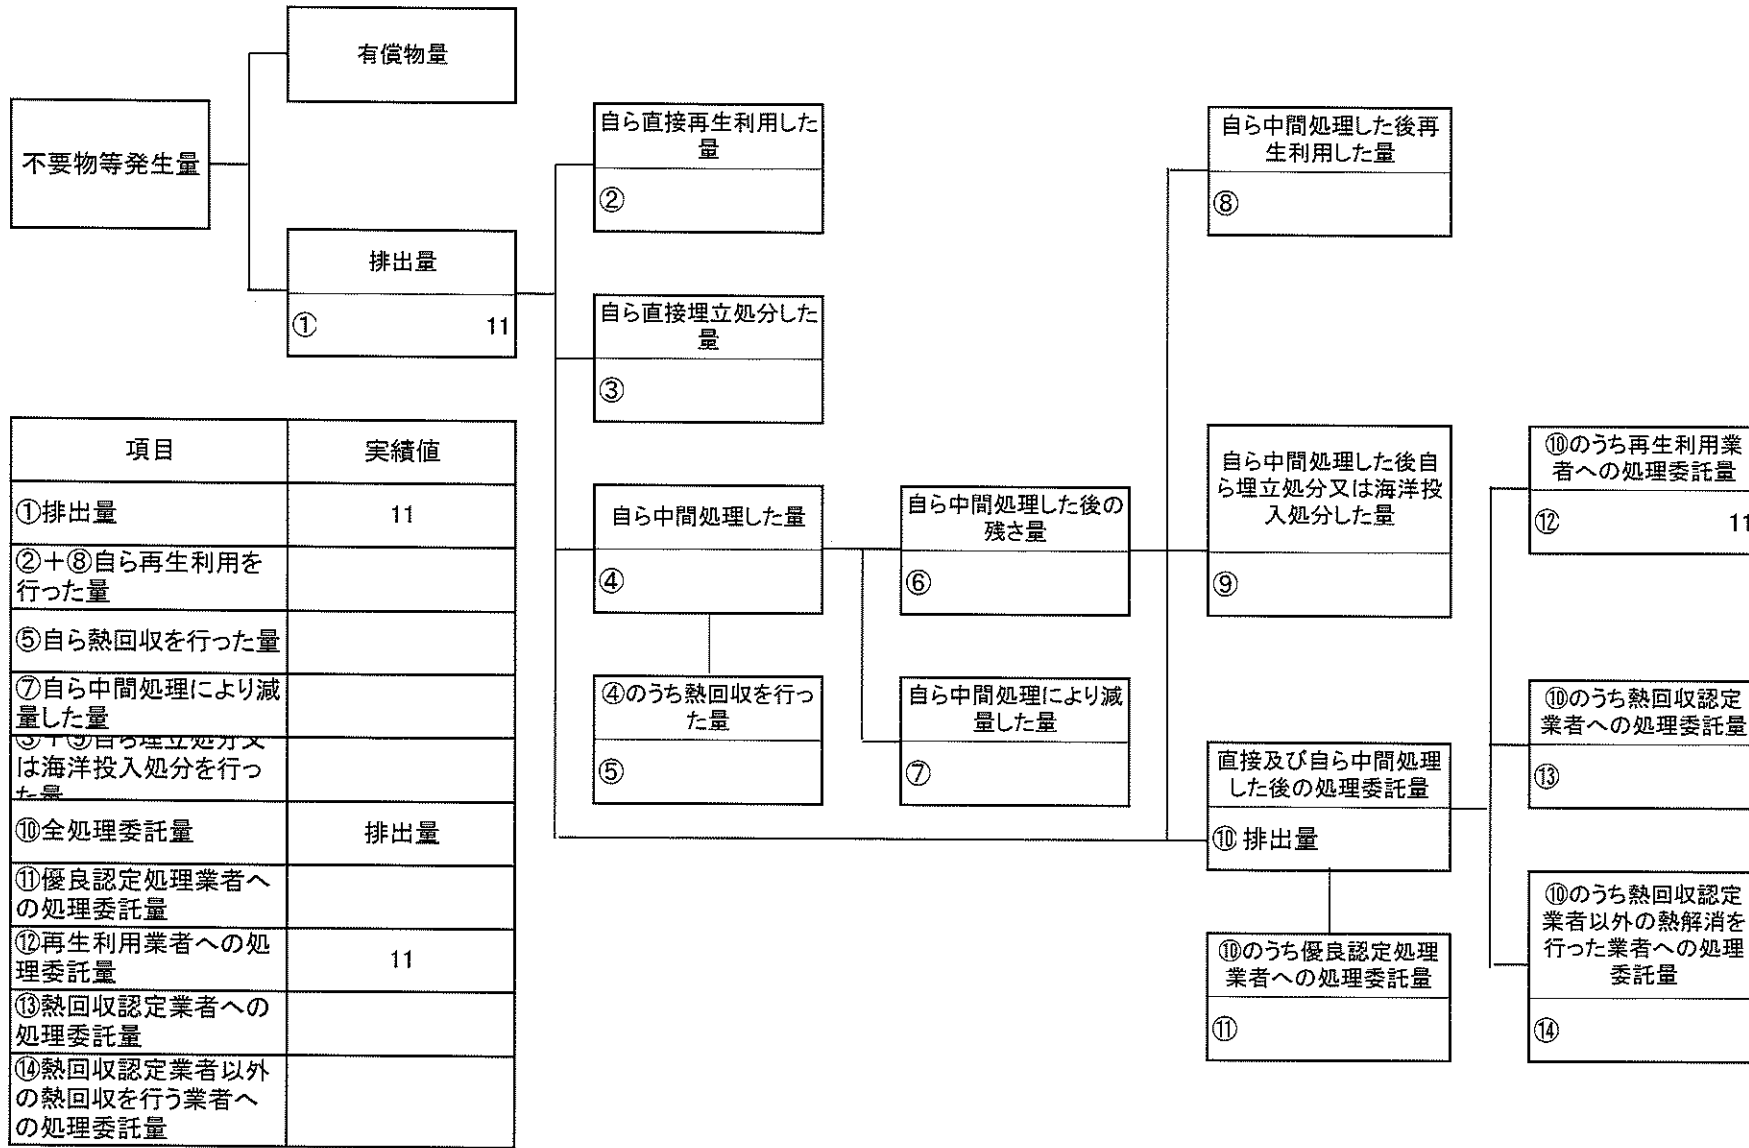 有償物量
不要物等発生量
排出量
① 11
自ら直接再生利用した
量
②
自ら直接埋立処分した
量
③
自ら中間処理した量
④
④のうち熱回収を行っ
た量
⑤
自ら中間処理した後の
残さ量
⑥
自ら中間処理により減
量した量
⑦
自ら中間処理した後再
生利用した量
⑧
自ら中間処理した後自
ら埋立処分又は海洋投
入処分した量
⑨
直接及び自ら中間処理
した後の処理委託量
⑩ 排出量
⑩のうち優良認定処理
業者への処理委託量
⑪
⑩のうち再生利用業
者への処理委託量
⑫ 11
⑩のうち熱回収認定
業者への処理委託量
⑬
⑩のうち熱回収認定
業者以外の熱解消を
行った業者への処理
委託量
⑭
項目 実績値
①排出量 11
②+⑧自ら再生利用を
行った量
⑤自ら熱回収を行った量
⑦自ら中間処理により減
量した量
③+⑨自ら埋立処分又
は海洋投入処分を行っ
た量
⑩全処理委託量 排出量
⑪優良認定処理業者へ
の処理委託量
⑫再生利用業者への処
理委託量 11
⑬熱回収認定業者への
処理委託量
⑭熱回収認定業者以外
の熱回収を行う業者へ
の処理委託量